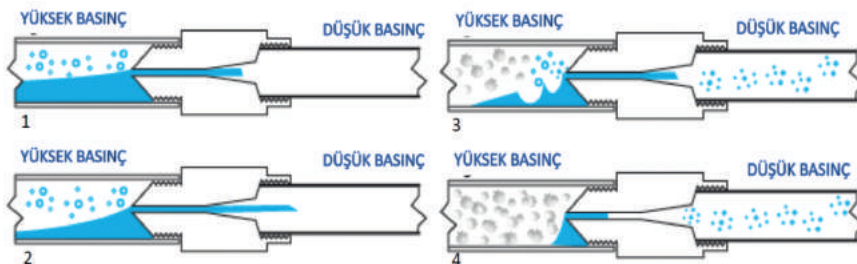 YÜKSEK BASINÇ
DÜŞÜK BASINÇ
1
YÜKSEK BASINÇ
DÜŞÜK BASINÇ
2
YÜKSEK BASINÇ
DÜŞÜK BASINÇ
3
YÜKSEK BASINÇ
DÜŞÜK BASINÇ
4